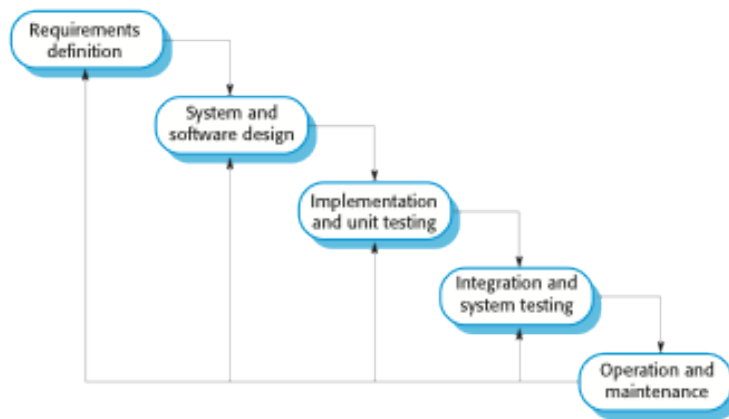 Requirements
definition
System and
software design
Implementation
and unit testing
Integration and
system testing
Operation and
maintenance